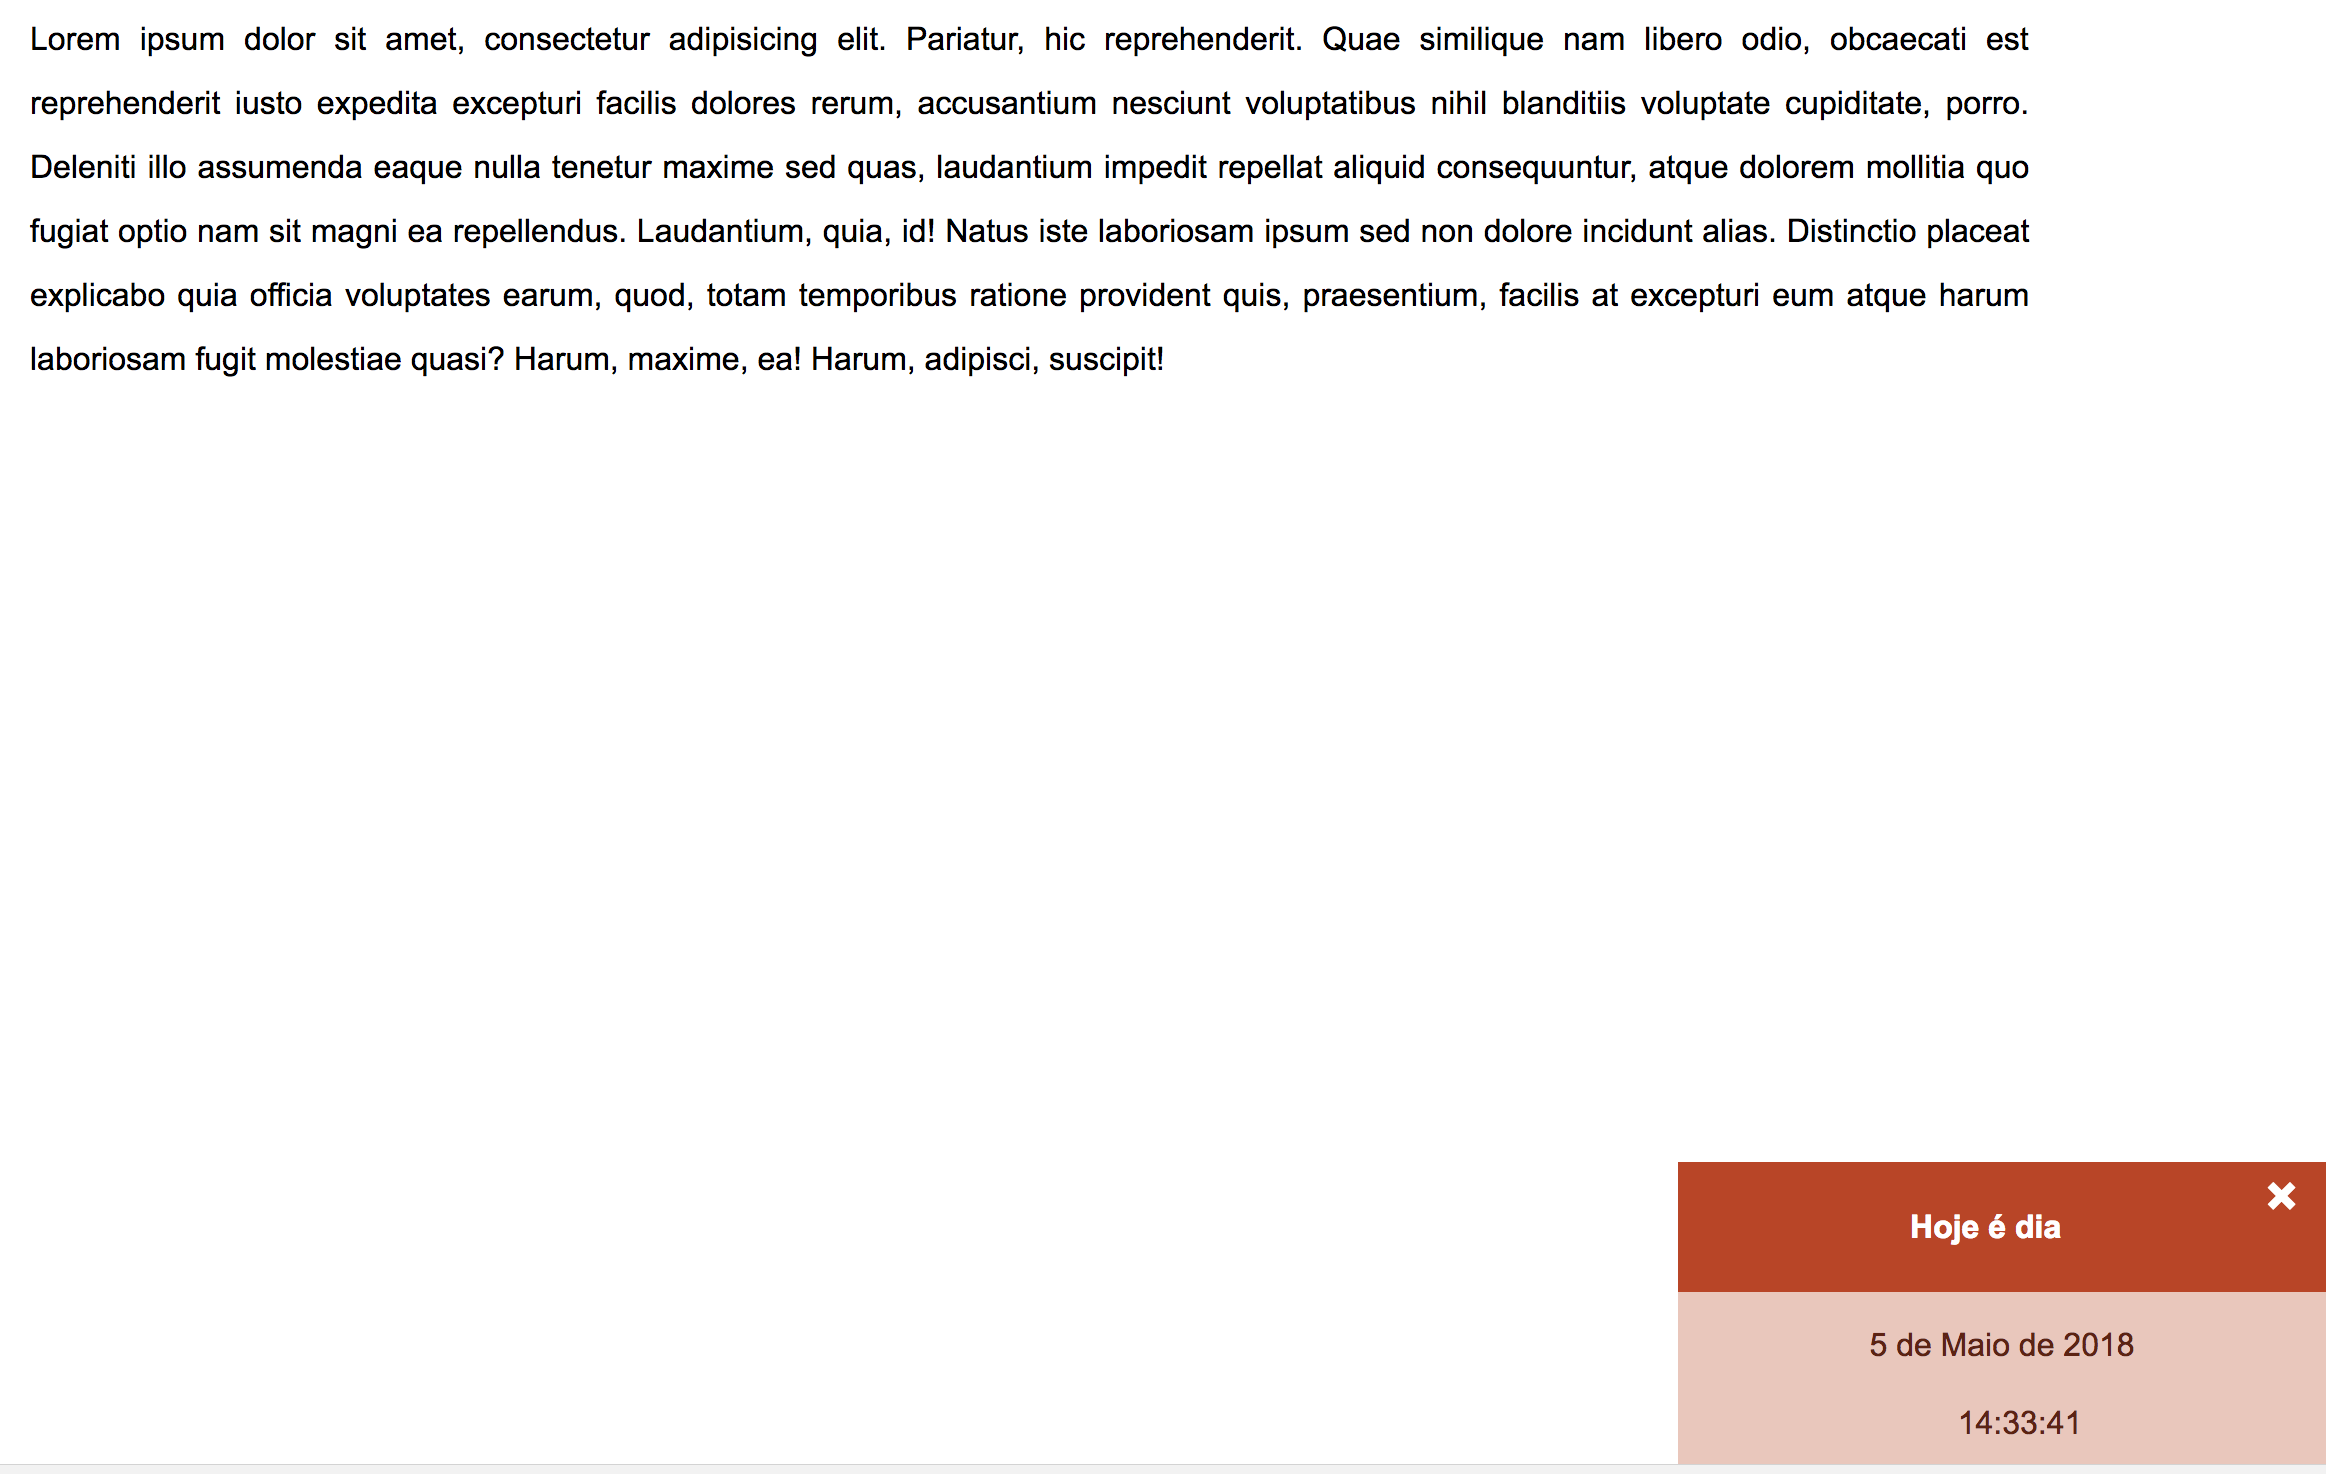 Lorem ipsum dolor sit amet, consectetur adipisicing elit. Pariatur, hic reprehenderit. Quae similique nam libero odio, obcaecati est
reprehenderit iusto expedita excepturi facilis dolores rerum, accusantium nesciunt voluptatibus nihil blanditiis voluptate cupiditate, porro.
Deleniti illo assumenda eaque nulla tenetur maxime sed quas, laudantium impedit repellat aliquid consequuntur, atque dolorem mollitia quo
fugiat optio nam sit magni ea repellendus. Laudantium, quia, id! Natus iste laboriosam ipsum sed non dolore incidunt alias. Distinctio placeat
explicabo quia officia voluptates earum, quod, totam temporibus ratione provident quis, praesentium, facilis at excepturi eum atque harum
laboriosam fugit molestiae quasi? Harum, maxime, ea! Harum, adipisci, suscipit!
Hoje é dia
5 de Maio de 2018
14:33:41